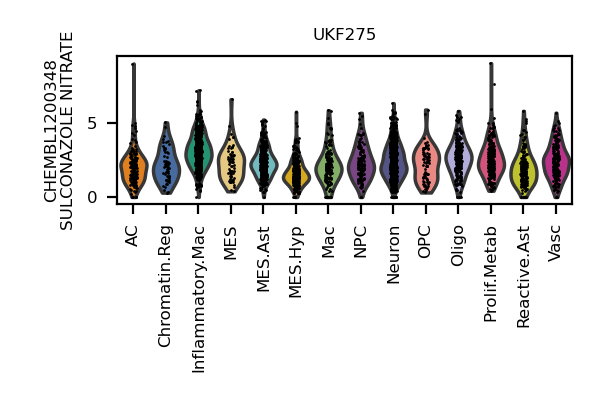 UKF275
CHEMBL1200348
SULCONAZOLE NITRATE
5
0
AC
Chromatin.Reg
Inflammatory.Mac
MES
MES.Ast
MES.Hyp
Mac
NPC
Neuron
OPC
Oligo
Prolif.Metab
Reactive.Ast
Vasc